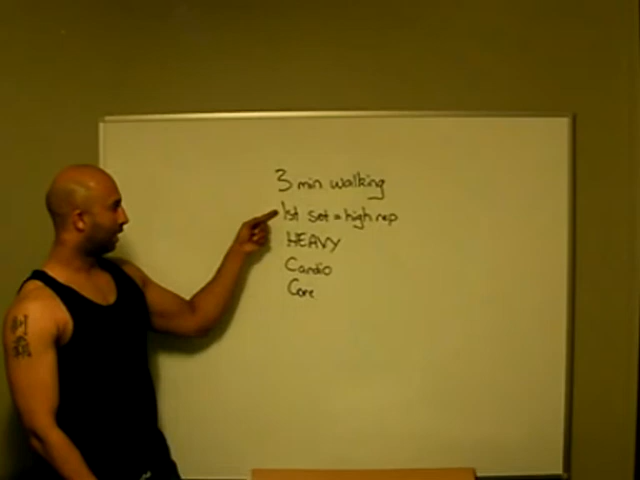 3 min walking
1st set = high rep
HEAVY
Cardio
Core